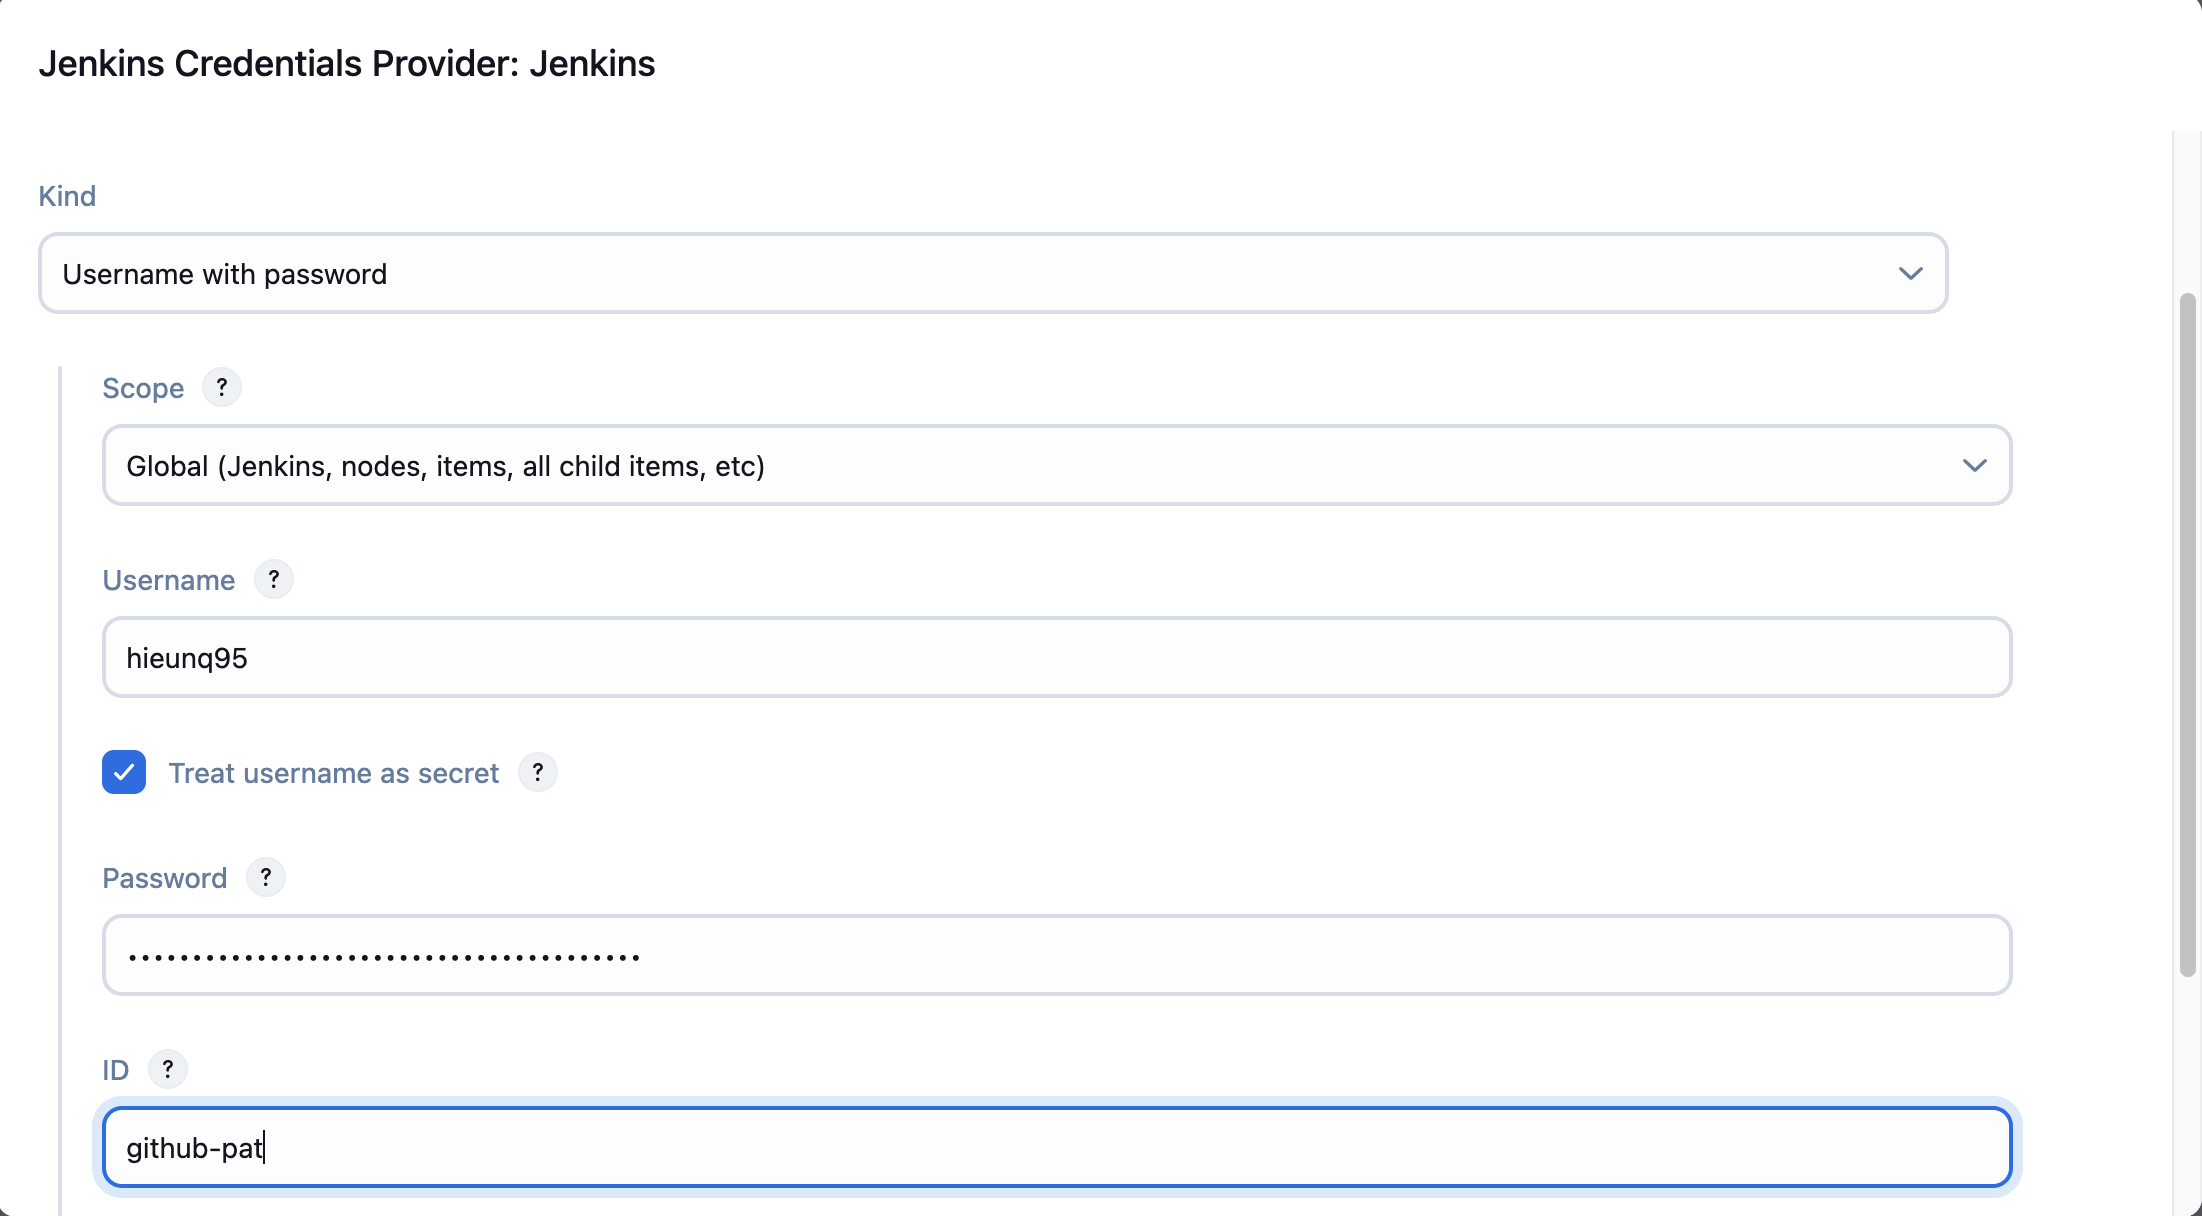 Jenkins Credentials Provider: Jenkins
Kind
Username with password
Scope ?
Global (Jenkins, nodes, items, all child items, etc)
Username ?
hieunq95
Treat username as secret ?
Password ?
••••••••••••••••••••••••••••••••••••••••
ID ?
github-pat